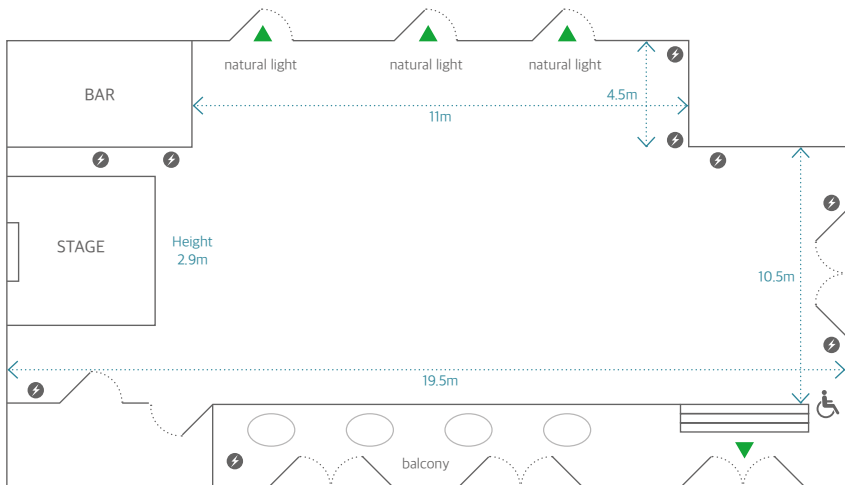 natural light
natural light
natural light
BAR
4.5m
11m
STAGE
Height
2.9m
10.5m
19.5m
balcony